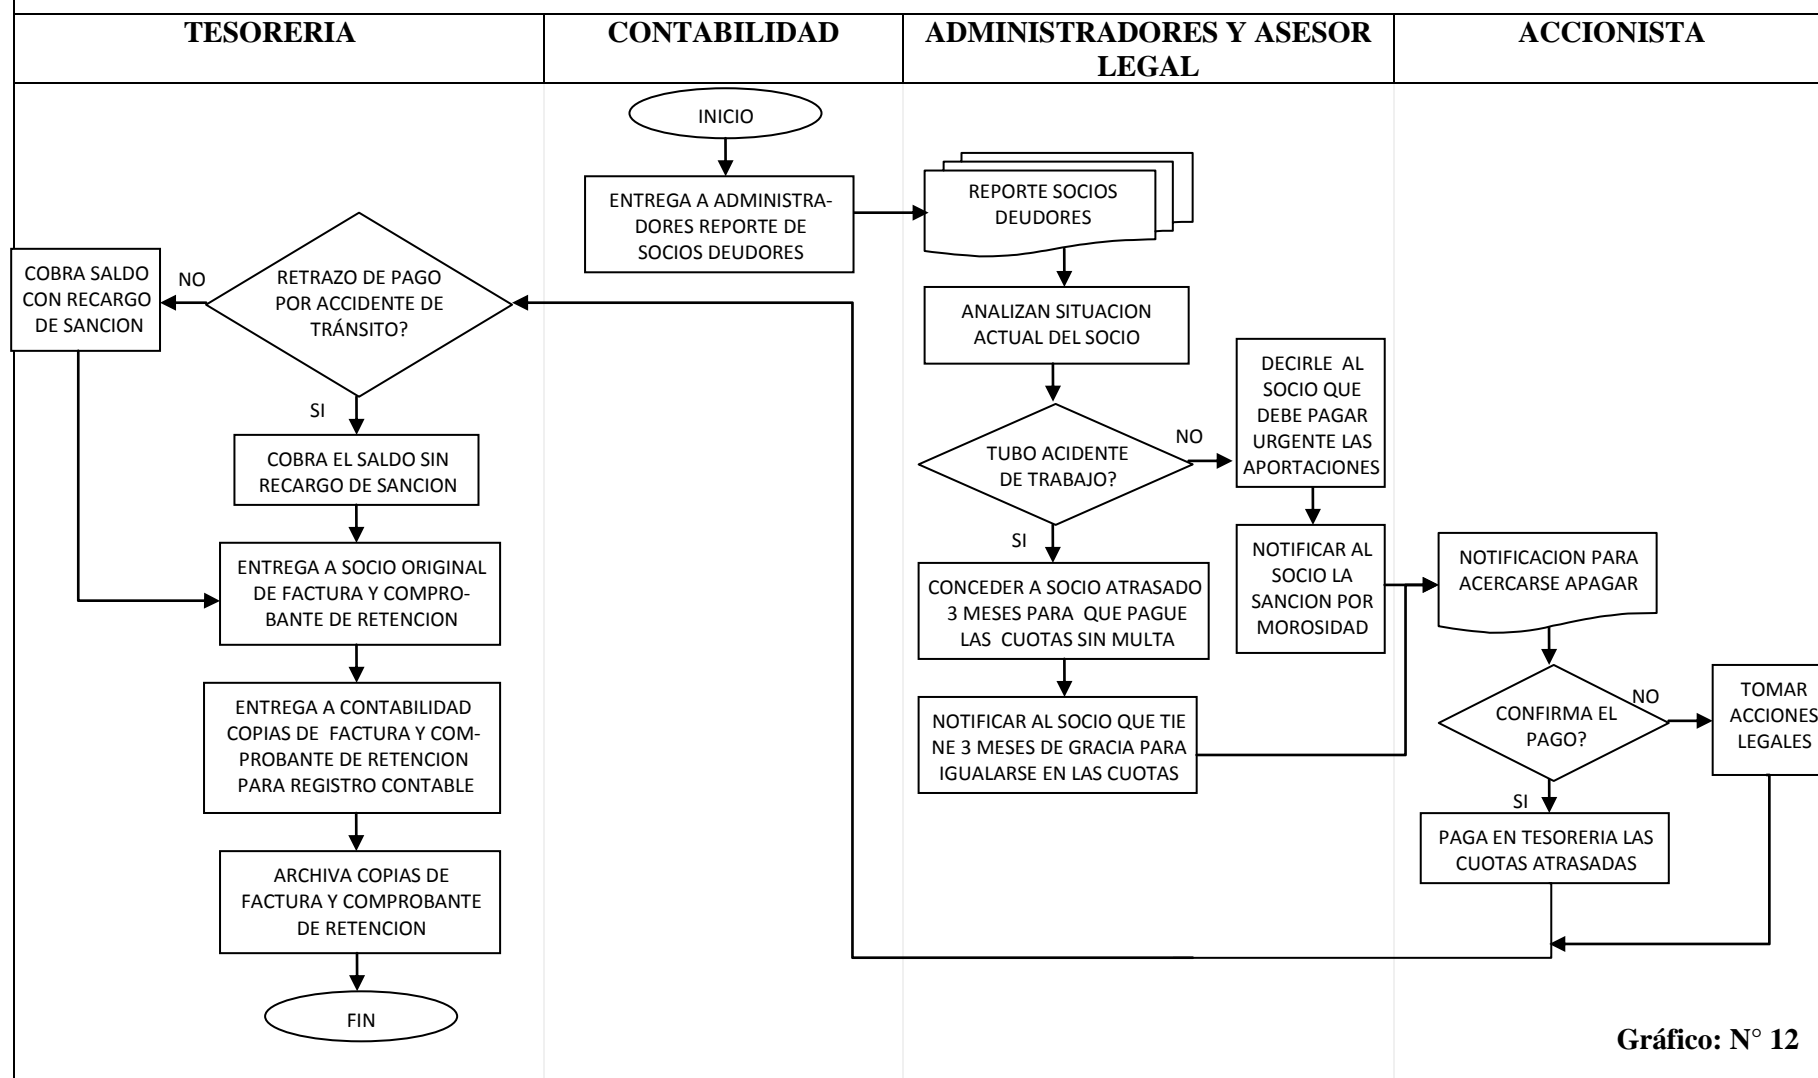 TESORERIA
CONTABILIDAD
ADMINISTRADORES Y ASESOR
LEGAL
ACCIONISTA
INICIO
ENTREGA A ADMINISTRA-
DORES REPORTE DE
SOCIOS DEUDORES
REPORTE SOCIOS
DEUDORES
ANALIZAN SITUACION
ACTUAL DEL SOCIO
TUBO ACIDENTE
DE TRABAJO?
NO
DECIRLE AL
SOCIO QUE
DEBE PAGAR
URGENTE LAS
APORTACIONES
NOTIFICAR AL
SOCIO LA
SANCION POR
MOROSIDAD
SI
CONCEDER A SOCIO ATRASADO
3 MESES PARA QUE PAGUE
LAS CUOTAS SIN MULTA
NOTIFICAR AL SOCIO QUE TIE
NE 3 MESES DE GRACIA PARA
IGUALARSE EN LAS CUOTAS
NOTIFICACION PARA
ACERCARSE APAGAR
CONFIRMA EL
PAGO?
NO
TOMAR
ACCIONES
LEGALES
SI
PAGA EN TESORERIA LAS
CUOTAS ATRASADAS
RETRAZO DE PAGO
POR ACCIDENTE DE
TRÁNSITO?
NO
COBRA SALDO
CON RECARGO
DE SANCION
SI
COBRA EL SALDO SIN
RECARGO DE SANCION
ENTREGA A SOCIO ORIGINAL
DE FACTURA Y COMPRO-
BANTE DE RETENCION
ENTREGA A CONTABILIDAD
COPIAS DE FACTURA Y COM-
PROBANTE DE RETENCION
PARA REGISTRO CONTABLE
ARCHIVA COPIAS DE
FACTURA Y COMPROBANTE
DE RETENCION
FIN
Gráfico: N° 12